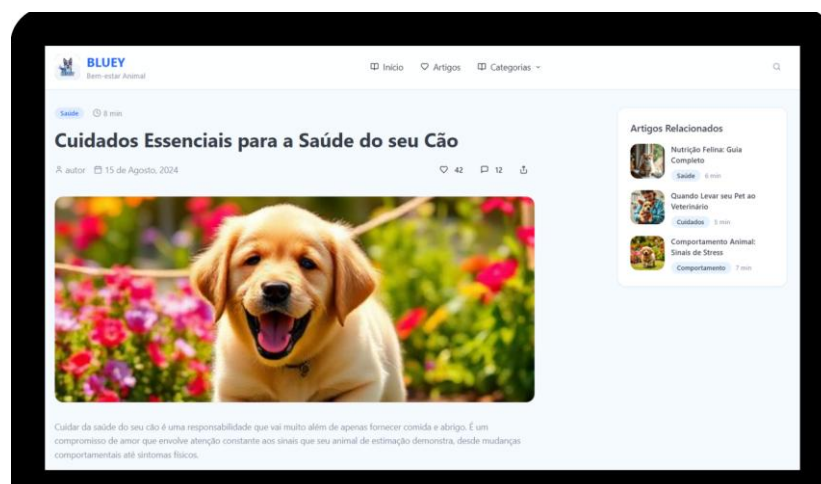 BLUEY
Bem-estar Animal
Início Artigos Categorias
Saúde 8 min
Cuidados Essenciais para a Saúde do seu Cão
autor 15 de Agosto, 2024 42 12
Cuidar da saúde do seu cão é uma responsabilidade que vai muito além de apenas fornecer comida e abrigo. É um
compromisso de amor que envolve atenção constante aos sinais que seu animal de estimação demonstra, desde mudanças
comportamentais até sintomas físicos.
Artigos Relacionados
Nutrição Felina: Guia
Completo
Saúde 6 min
Quando Levar seu Pet ao
Veterinário
Cuidados 5 min
Comportamento Animal:
Sinais de Stress
Comportamento 7 min